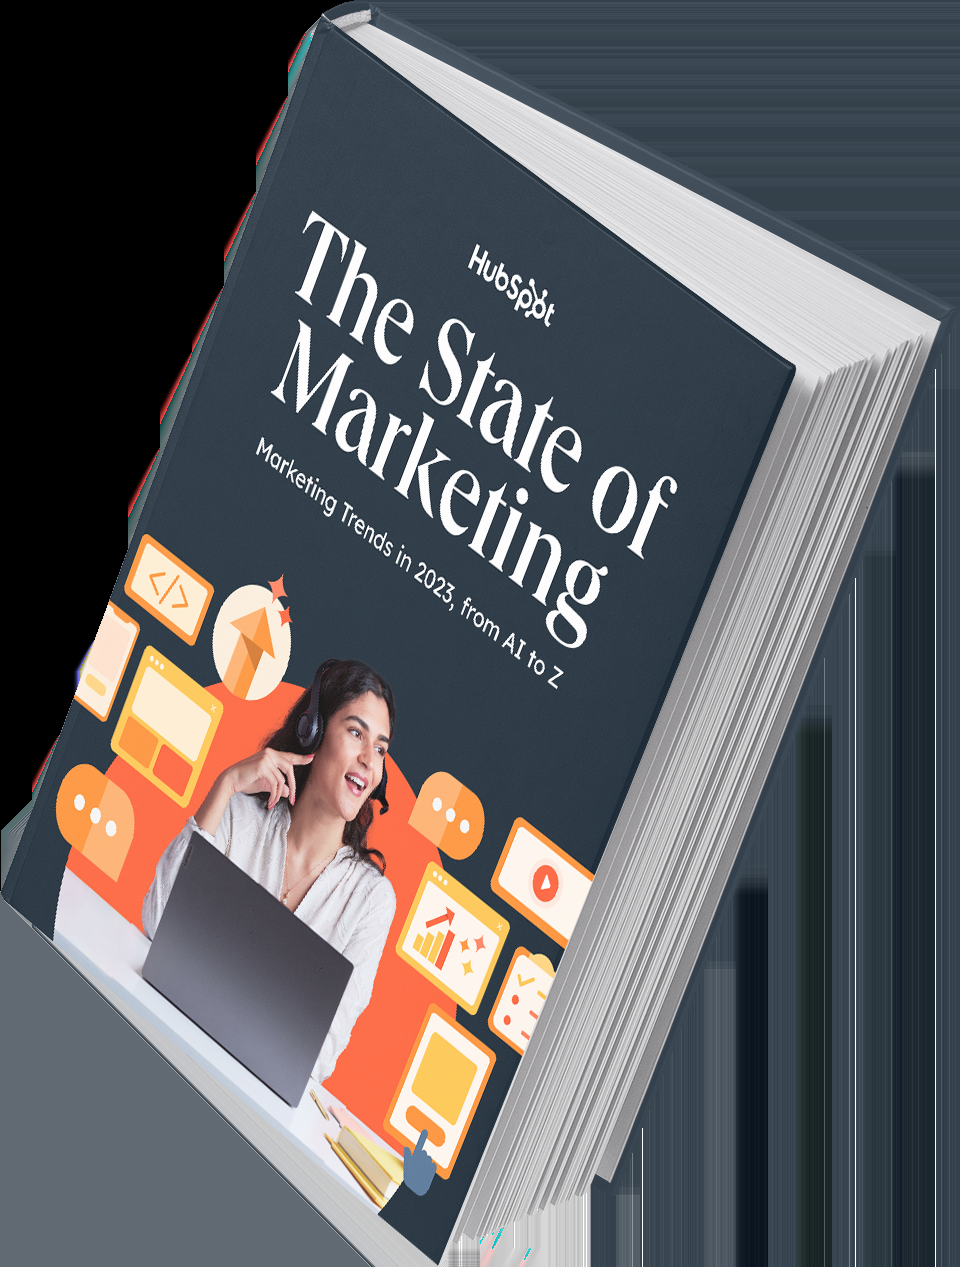 HubSpot
The State of
Marketing
Marketing Trends in 2023, from AI to Z
</>